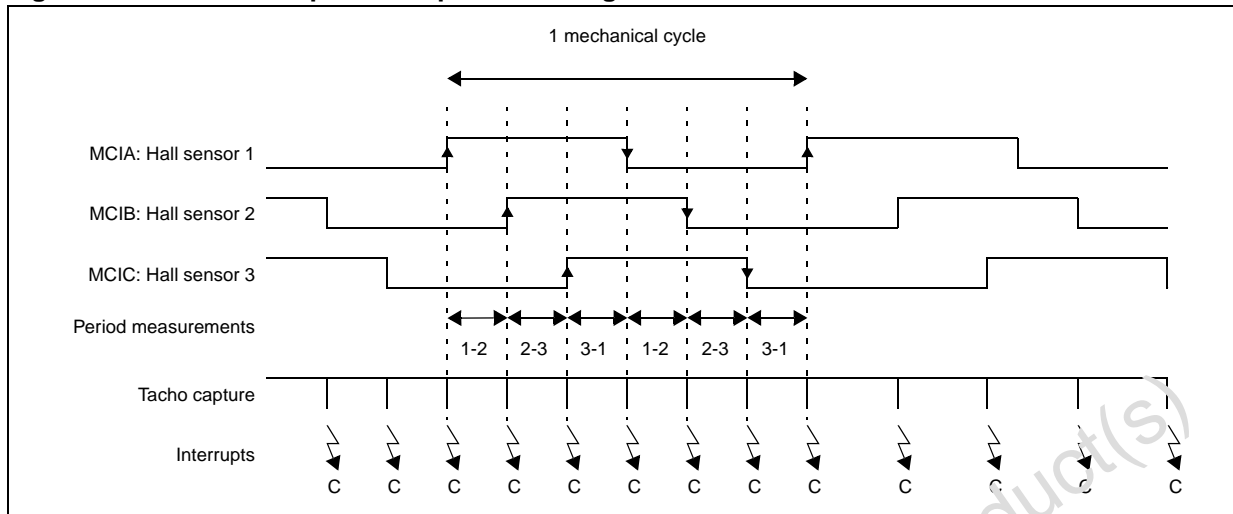 1 mechanical cycle
MCIA: Hall sensor 1
MCIB: Hall sensor 2
MCIC: Hall sensor 3
Period measurements
1-2 2-3 3-1 1-2 2-3 3-1
Tacho capture
Interrupts
C C C C C C C C C C C C C
duct(s)